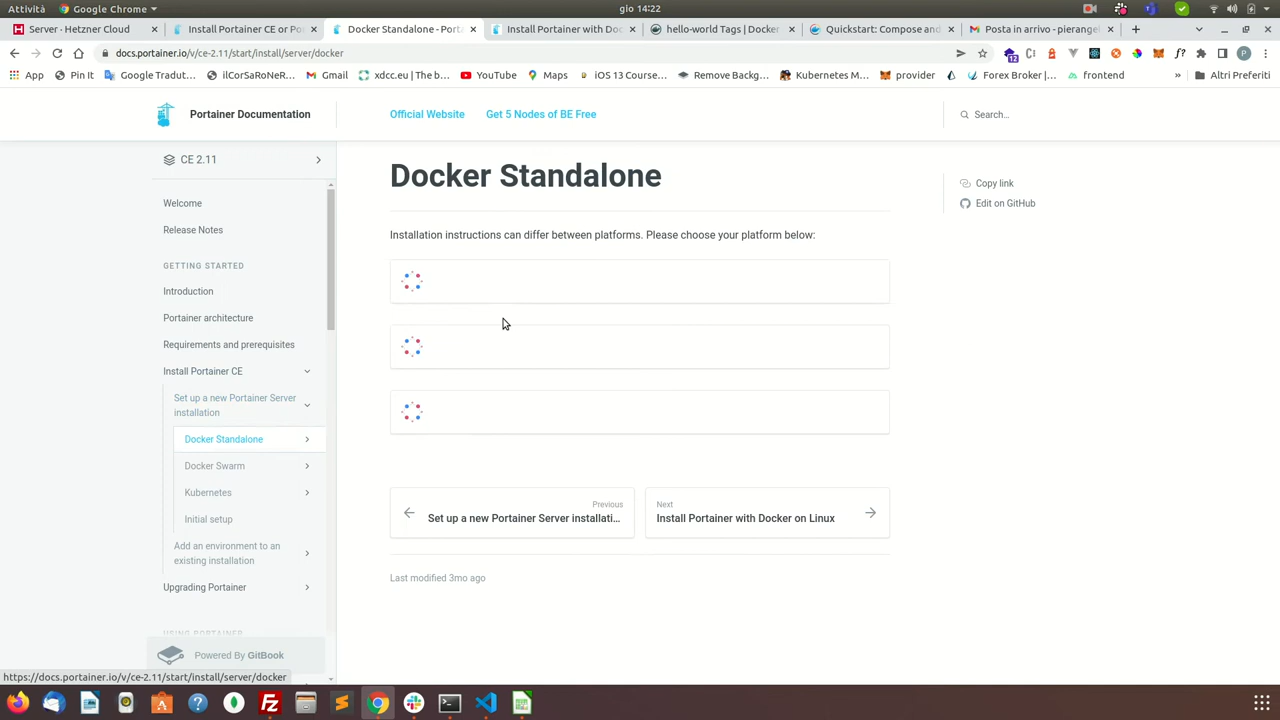 Attività
Google Chrome
gio 14:22
Server · Hetzner Cloud
Install Portainer CE or Po
Docker Standalone - Porta
Install Portainer with Doc
hello-world Tags | Docker
Quickstart: Compose and
Posta in arrivo - pierangel
docs.portainer.io/v/ce-2.11/start/install/server/docker
12
P
App
Pin It
Google Tradut...
ilCorSaRoNeR...
Gmail
xdcc.eu | The b...
YouTube
Maps
iOS 13 Course...
Remove Backg...
Kubernetes M...
provider
Forex Broker |...
frontend
»
Altri Preferiti
Portainer Documentation
Official Website
Get 5 Nodes of BE Free
Search...
CE 2.11
Welcome
Release Notes
GETTING STARTED
Introduction
Portainer architecture
Requirements and prerequisites
Install Portainer CE
Set up a new Portainer Server
installation
Docker Standalone
Docker Swarm
Kubernetes
Initial setup
Add an environment to an
existing installation
Upgrading Portainer
USING PORTAINER
Powered By GitBook
Docker Standalone
Installation instructions can differ between platforms. Please choose your platform below:
Previous
Set up a new Portainer Server installati...
Next
Install Portainer with Docker on Linux
Last modified 3mo ago
Copy link
Edit on GitHub
https://docs.portainer.io/v/ce-2.11/start/install/server/docker